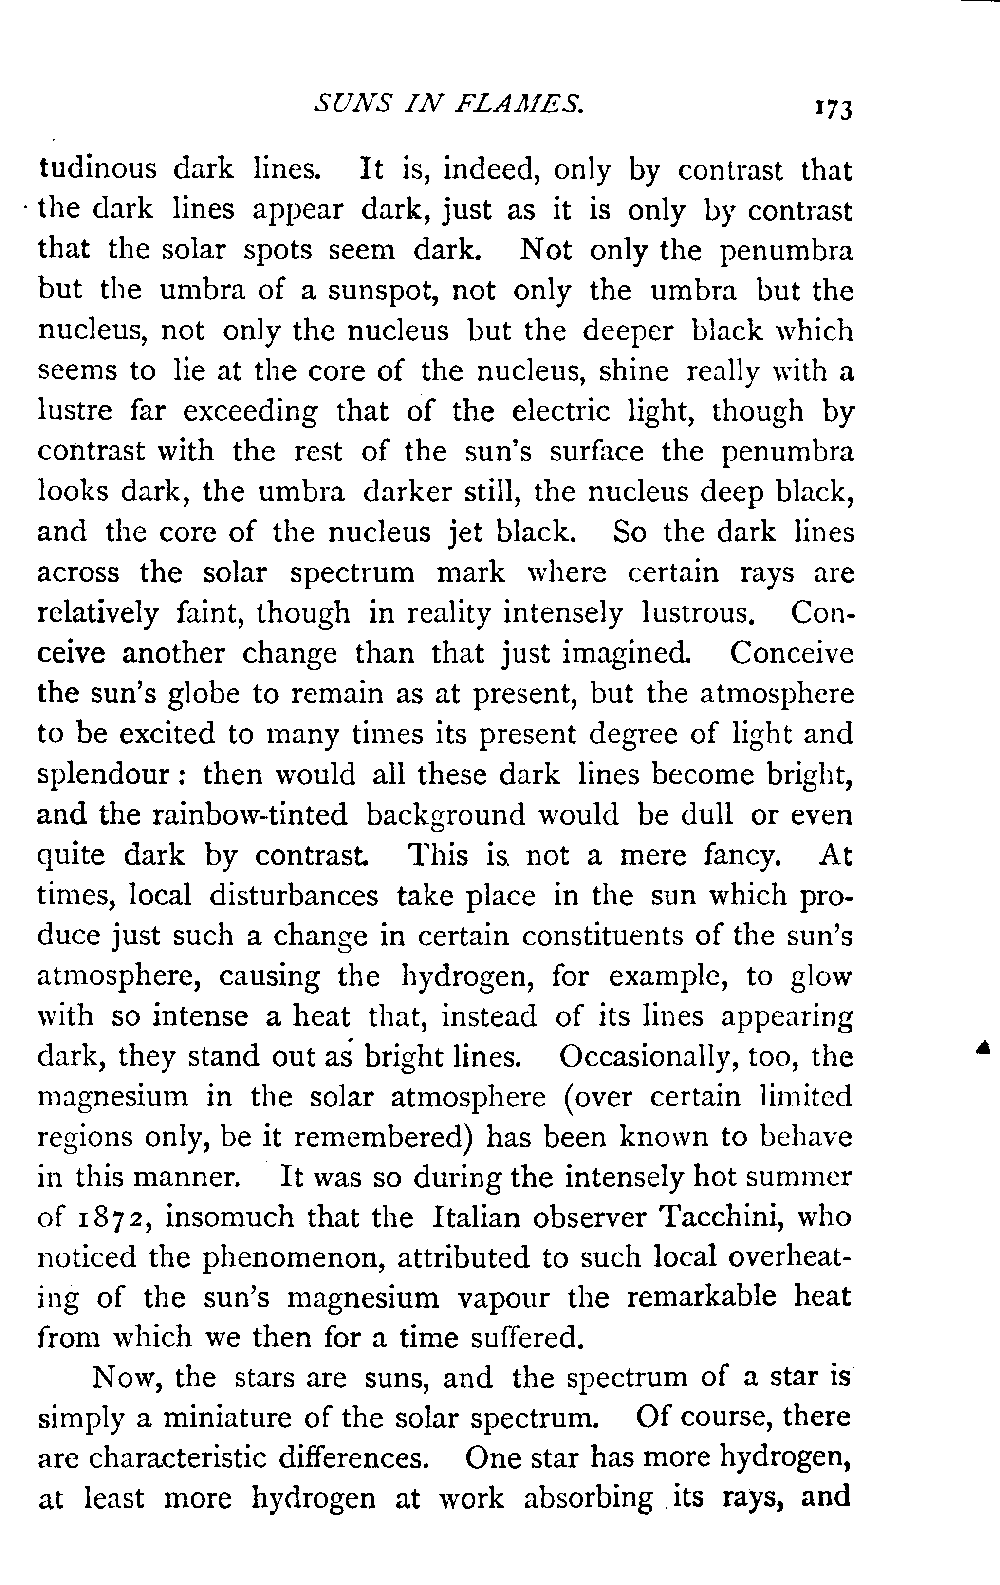 SUNS IN FLAMES. 173
tudinous dark lines. It is, indeed, only by contrast that
the dark lines appear dark, just as it is only by contrast
that the solar spots seem dark. Not only the penumbra
but the umbra of a sunspot, not only the umbra but the
nucleus, not only the nucleus but the deeper black which
seems to lie at the core of the nucleus, shine really with a
lustre far exceeding that of the electric light, though by
contrast with the rest of the sun's surface the penumbra
looks dark, the umbra darker still, the nucleus deep black,
and the core of the nucleus jet black. So the dark lines
across the solar spectrum mark where certain rays are
relatively faint, though in reality intensely lustrous. Con-
ceive another change than that just imagined. Conceive
the sun's globe to remain as at present, but the atmosphere
to be excited to many times its present degree of light and
splendour : then would all these dark lines become bright,
and the rainbow-tinted background would be dull or even
quite dark by contrast. This is not a mere fancy. At
times, local disturbances take place in the sun which pro-
duce just such a change in certain constituents of the sun's
atmosphere, causing the hydrogen, for example, to glow
with so intense a heat that, instead of its lines appearing
dark, they stand out as bright lines. Occasionally, too, the
magnesium in the solar atmosphere (over certain limited
regions only, be it remembered) has been known to behave
in this manner. It was so during the intensely hot summer
of 1872, insomuch that the Italian observer Tacchini, who
noticed the phenomenon, attributed to such local overheat-
ing of the sun's magnesium vapour the remarkable heat
from which we then for a time suffered.
Now, the stars are suns, and the spectrum of a star is
simply a miniature of the solar spectrum. Of course, there
are characteristic differences. One star has more hydrogen,
at least more hydrogen at work absorbing its rays, and